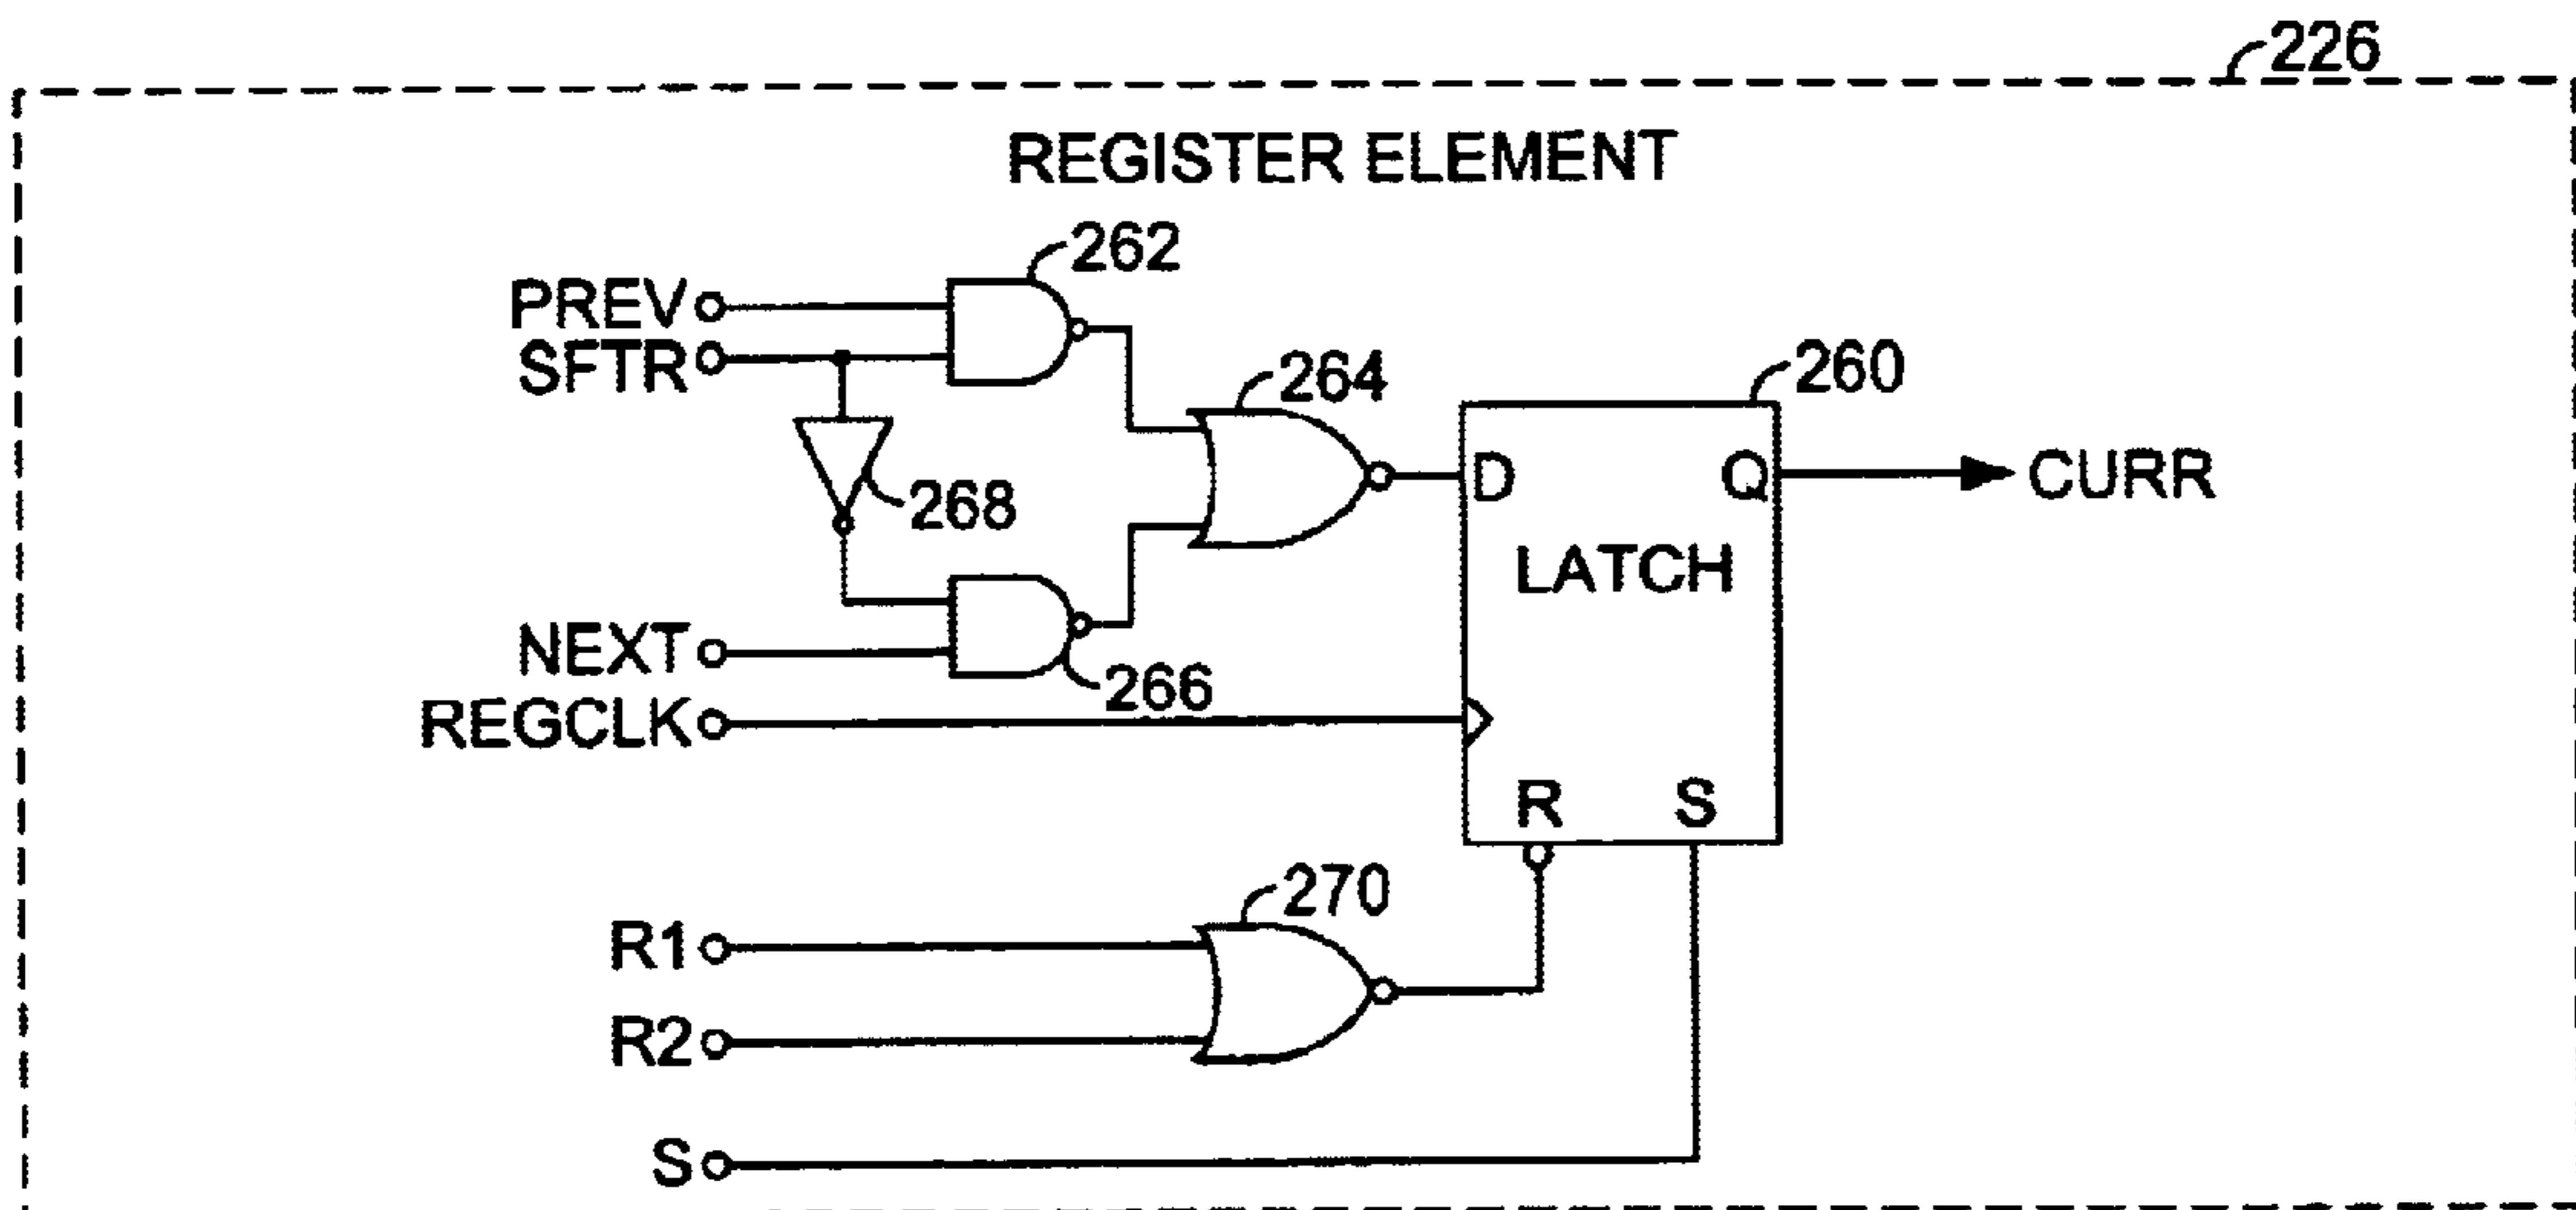 226
REGISTER ELEMENT
262
PREV
SFTR
264
260
268
D
Q
CURR
LATCH
NEXT
266
REGCLK
R
S
270
R1
R2
S